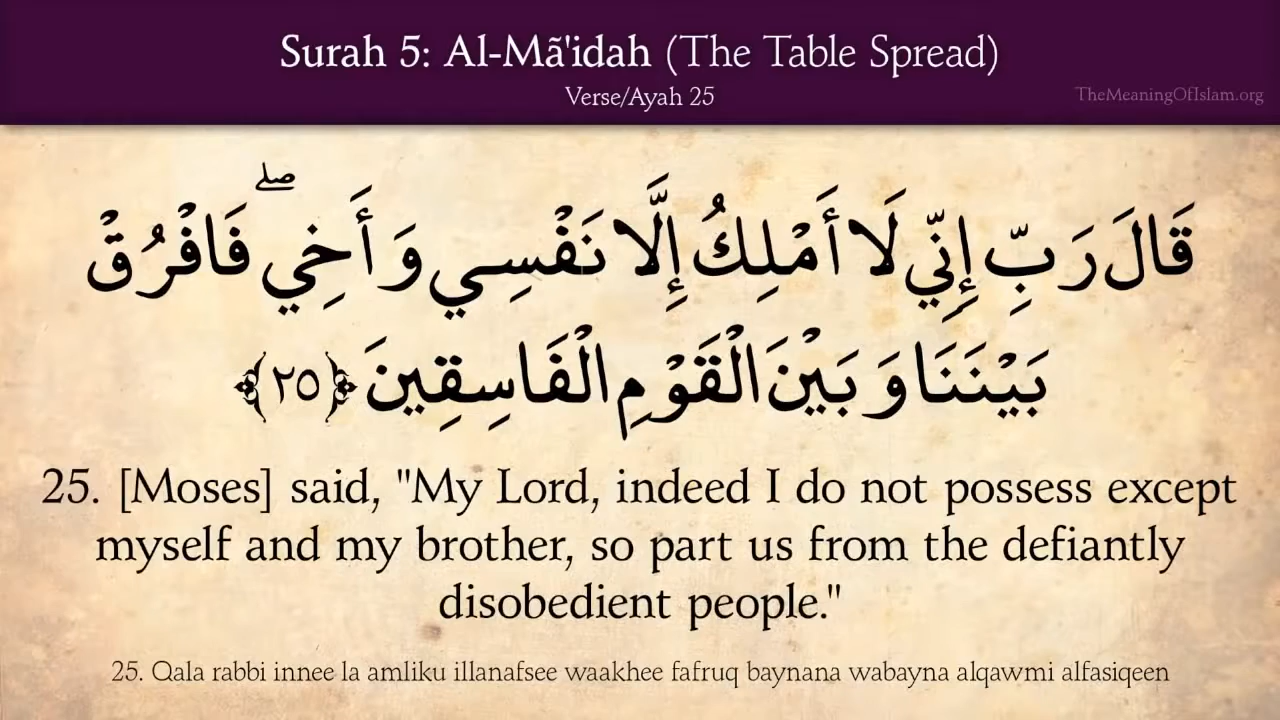 Surah 5: Al-Mã'idah (The Table Spread)
Verse/Ayah 25
TheMeaningOfIslam.org
قَالَ رَبِّ إِنِّي لَا أَمْلِكُ إِلَّا نَفْسِي وَأَخِي ۖ فَافْرُقْ
بَيْنَنَا وَبَيْنَ الْقَوْمِ الْفَاسِقِينَ ﴿٢٥﴾
25. [Moses] said, "My Lord, indeed I do not possess except
myself and my brother, so part us from the defiantly
disobedient people."
25. Qala rabbi innee la amliku illanafsee waakhee fafruq baynana wabayna alqawmi alfasiqeen